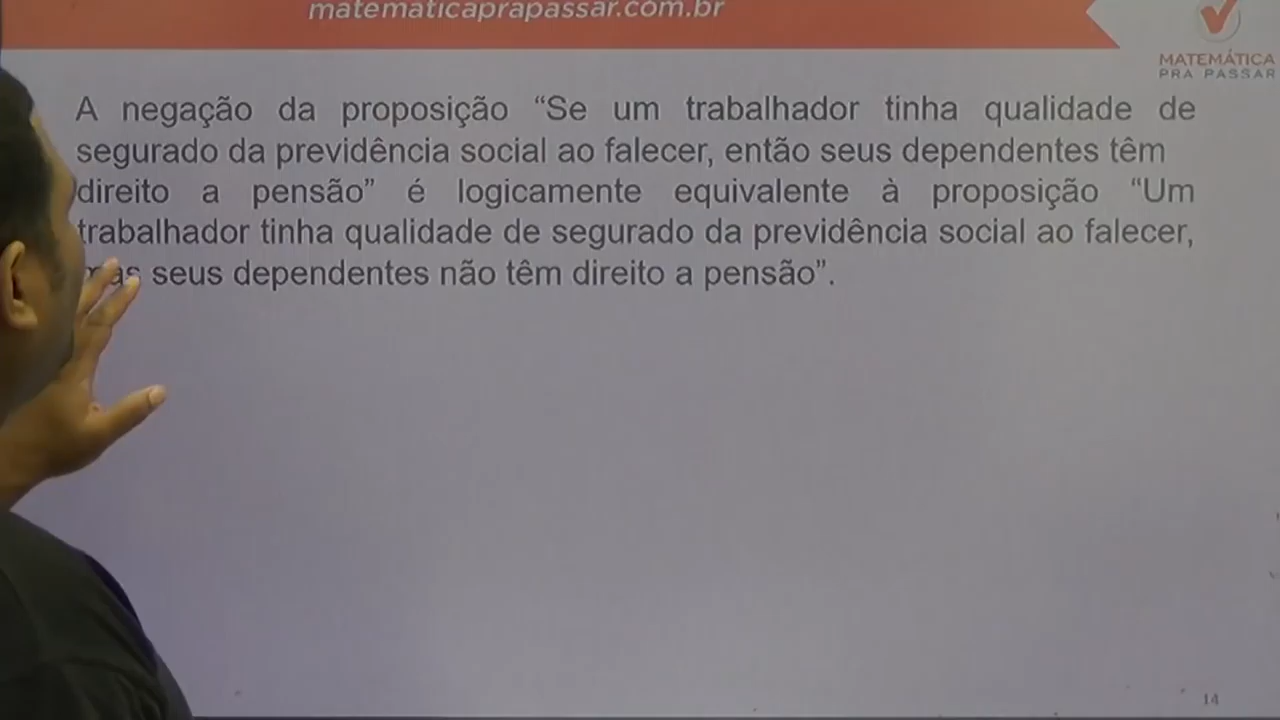 matematicaprapassar.com.br
MATEMÁTICA
PRA PASSAR
A negação da proposição “Se um trabalhador tinha qualidade de
segurado da previdência social ao falecer, então seus dependentes têm
direito a pensão” é logicamente equivalente à proposição “Um
trabalhador tinha qualidade de segurado da previdência social ao falecer,
mas seus dependentes não têm direito a pensão”.
14